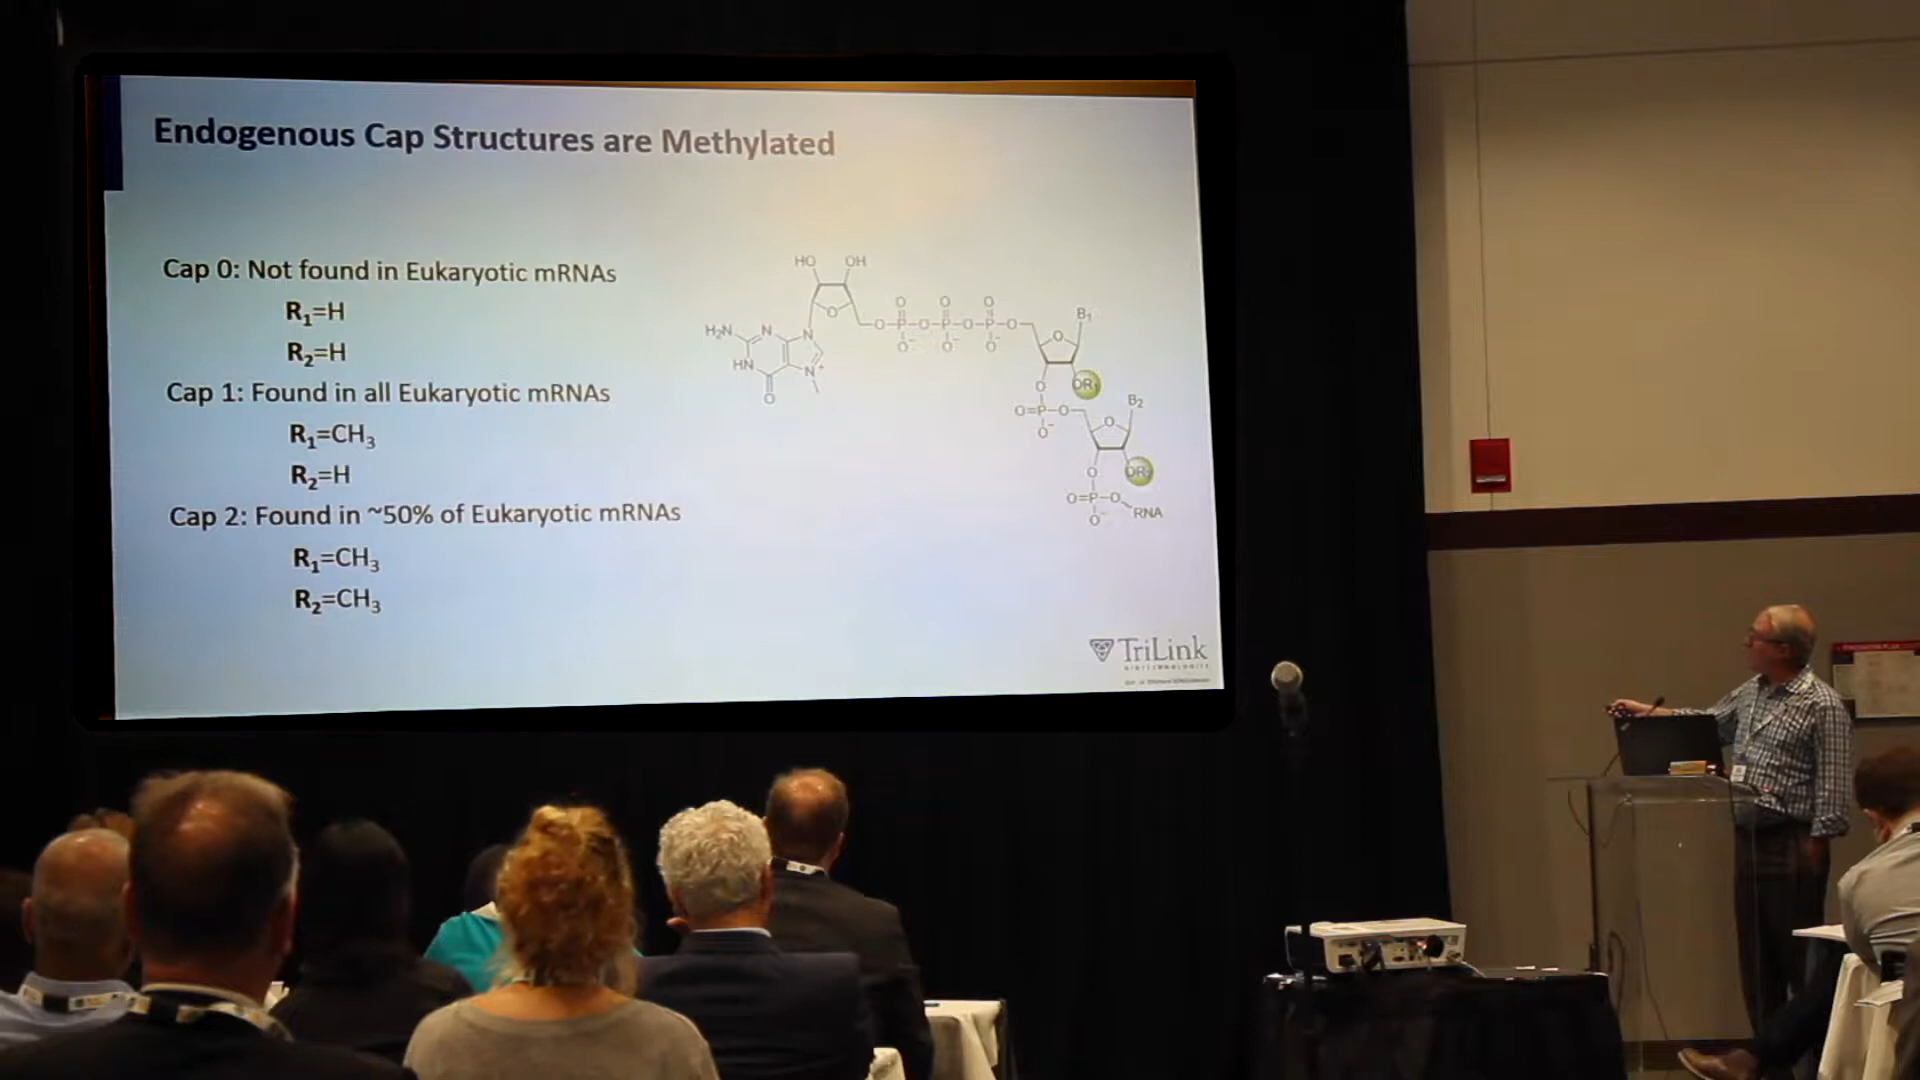 Endogenous Cap Structures are Methylated
Cap 0: Not found in Eukaryotic mRNAs
R₁=H
R₂=H
Cap 1: Found in all Eukaryotic mRNAs
R₁=CH₃
R₂=H
Cap 2: Found in ~50% of Eukaryotic mRNAs
R₁=CH₃
R₂=CH₃
HO OH
H₂N N N
HN N⁺
O
O
O O O
O-P-O-P-O-P-O
O⁻ O⁻ O⁻
B₁
O
O OR₁
O=P-O
O⁻
B₂
O
O OR₂
O=P-O
O⁻ RNA
TriLink
BIOTECHNOLOGIES